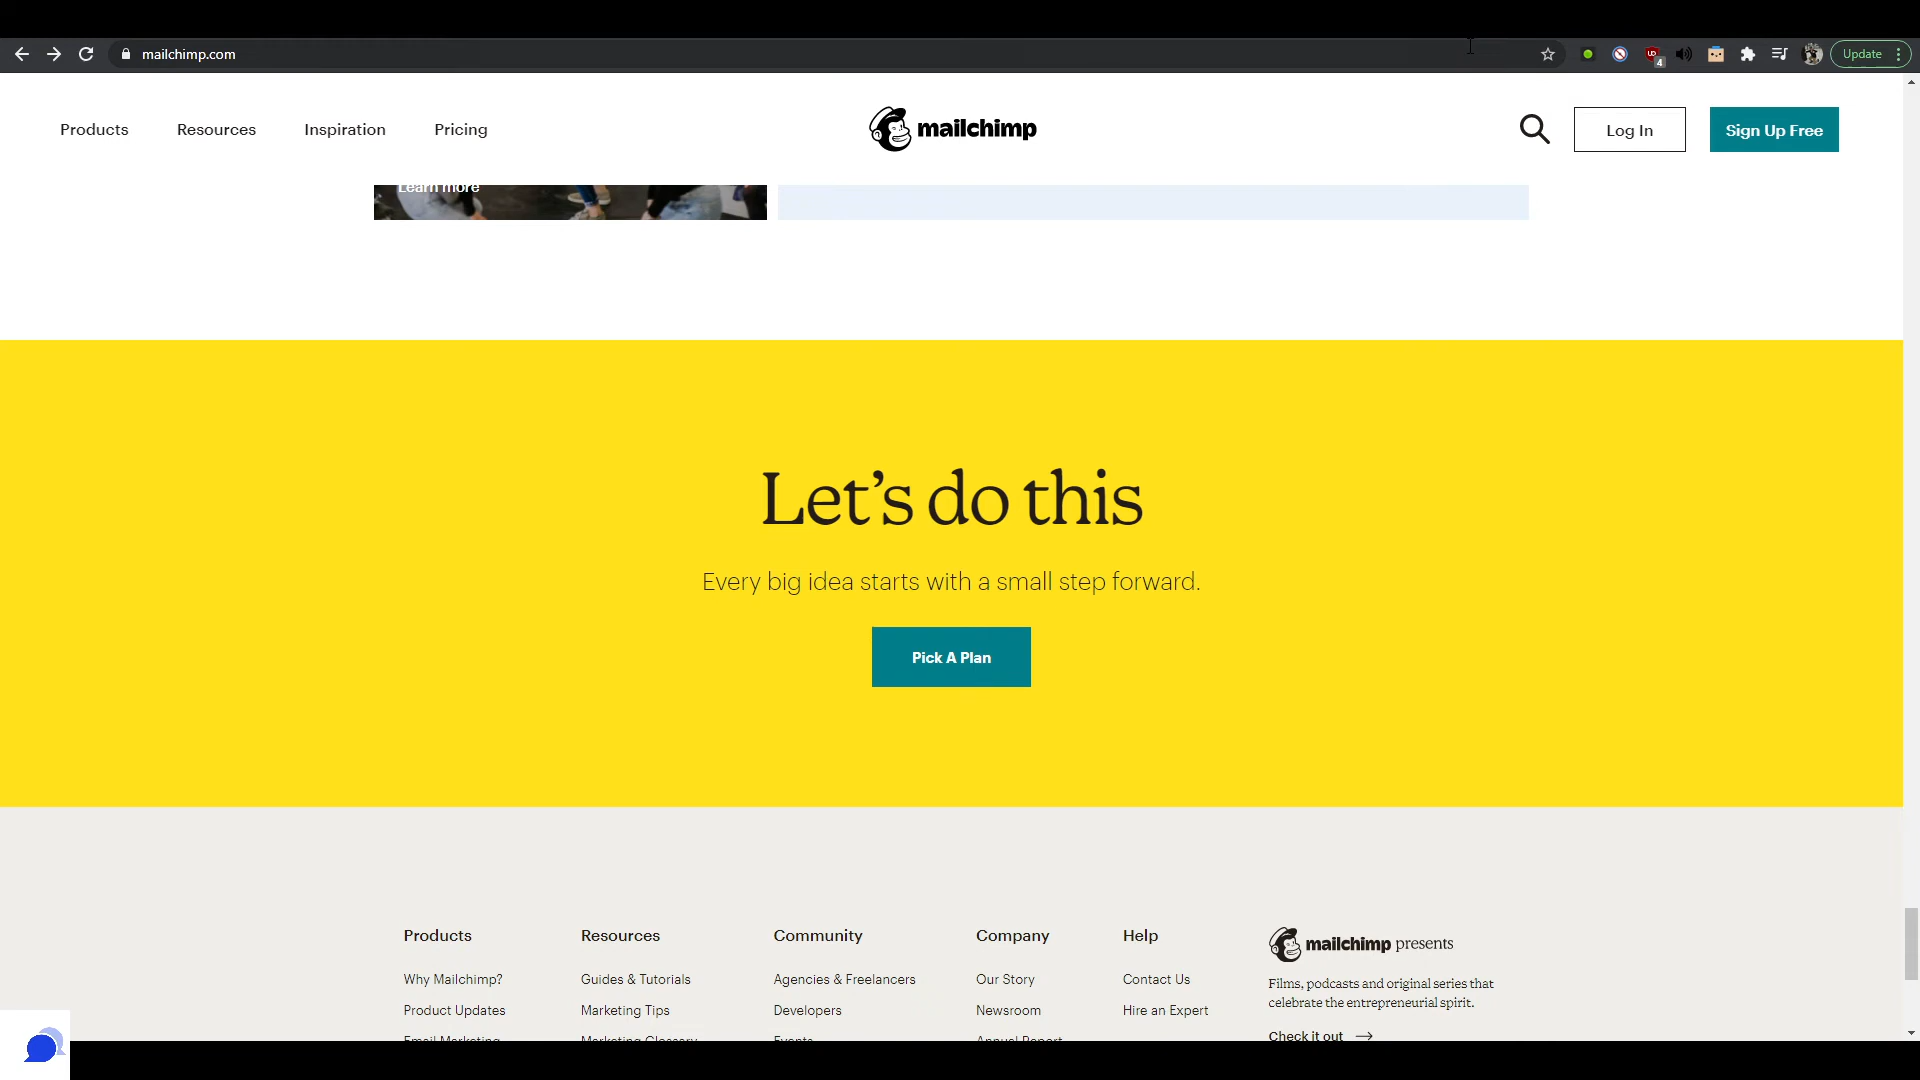 mailchimp.com
4
Update
Products
Resources
Inspiration
Pricing
mailchimp
Log In
Sign Up Free
Learn more
Let's do this
Every big idea starts with a small step forward.
Pick A Plan
Products
Resources
Community
Company
Help
mailchimp presents
Why Mailchimp?
Guides & Tutorials
Agencies & Freelancers
Our Story
Contact Us
Films, podcasts and original series that
celebrate the entrepreneurial spirit.
Product Updates
Marketing Tips
Developers
Newsroom
Hire an Expert
Email Marketing
Marketing Glossary
Events
Annual Report
Check it out